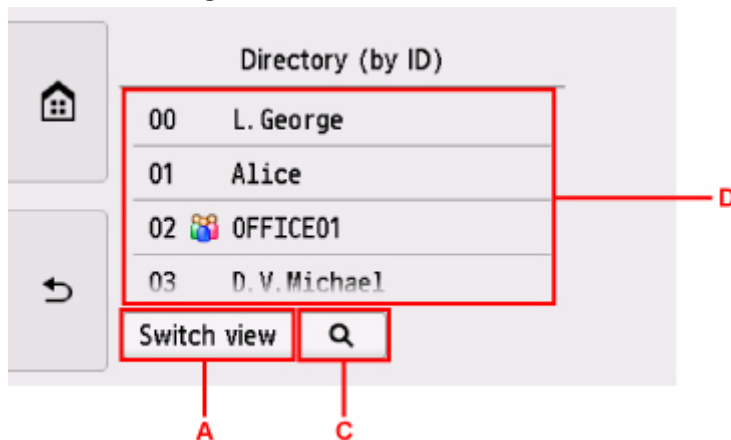 Directory (by ID)
00 L.George
01 Alice
02 OFFICE01
03 D.V.Michael
D
Switch view
A
C